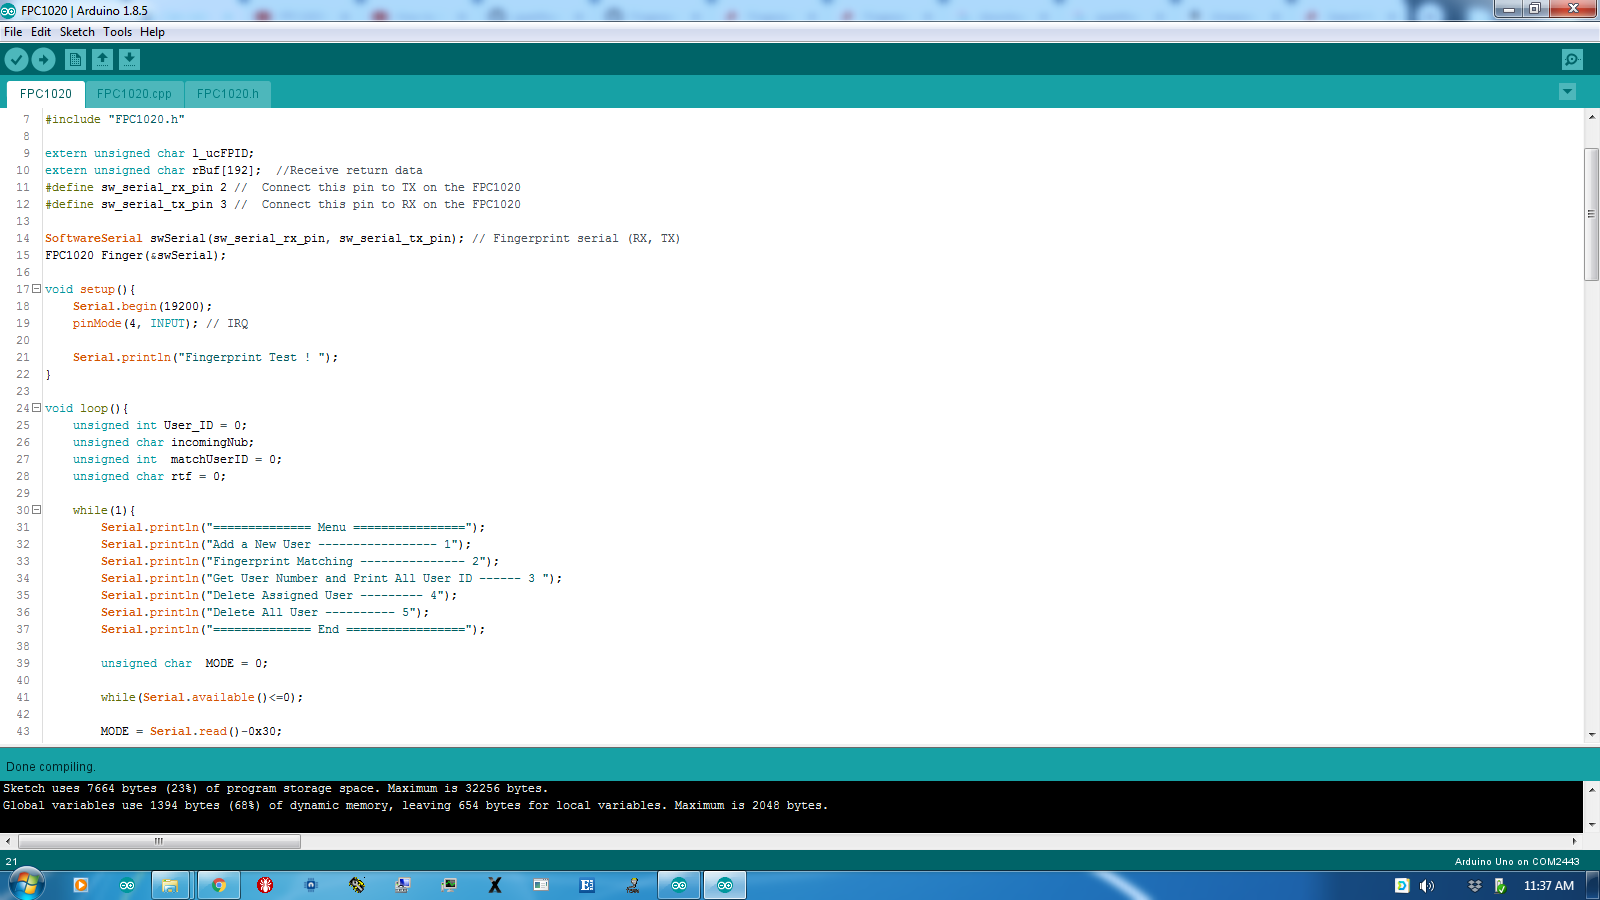 FPC1020 | Arduino 1.8.5
File Edit Sketch Tools Help
FPC1020 FPC1020.cpp FPC1020.h
7 #include "FPC1020.h"
8
9 extern unsigned char l_ucFPID;
10 extern unsigned char rBuf[192];  //Receive return data
11 #define sw_serial_rx_pin 2 //  Connect this pin to TX on the FPC1020
12 #define sw_serial_tx_pin 3 //  Connect this pin to RX on the FPC1020
13
14 SoftwareSerial swSerial(sw_serial_rx_pin, sw_serial_tx_pin); // Fingerprint serial (RX, TX)
15 FPC1020 Finger(&swSerial);
16
17 void setup(){
18     Serial.begin(19200);
19     pinMode(4, INPUT); // IRQ
20
21     Serial.println("Fingerprint Test ! ");
22 }
23
24 void loop(){
25     unsigned int User_ID = 0;
26     unsigned char incomingNub;
27     unsigned int  matchUserID = 0;
28     unsigned char rtf = 0;
29
30     while(1){
31         Serial.println("============== Menu ================");
32         Serial.println("Add a New User ----------------- 1");
33         Serial.println("Fingerprint Matching --------------- 2");
34         Serial.println("Get User Number and Print All User ID ------ 3 ");
35         Serial.println("Delete Assigned User --------- 4");
36         Serial.println("Delete All User ---------- 5");
37         Serial.println("============== End =================");
38
39         unsigned char  MODE = 0;
40
41         while(Serial.available()<=0);
42
43         MODE = Serial.read()-0x30;
Done compiling.
Sketch uses 7664 bytes (23%) of program storage space. Maximum is 32256 bytes.
Global variables use 1394 bytes (68%) of dynamic memory, leaving 654 bytes for local variables. Maximum is 2048 bytes.
21 Arduino Uno on COM2443
11:37 AM